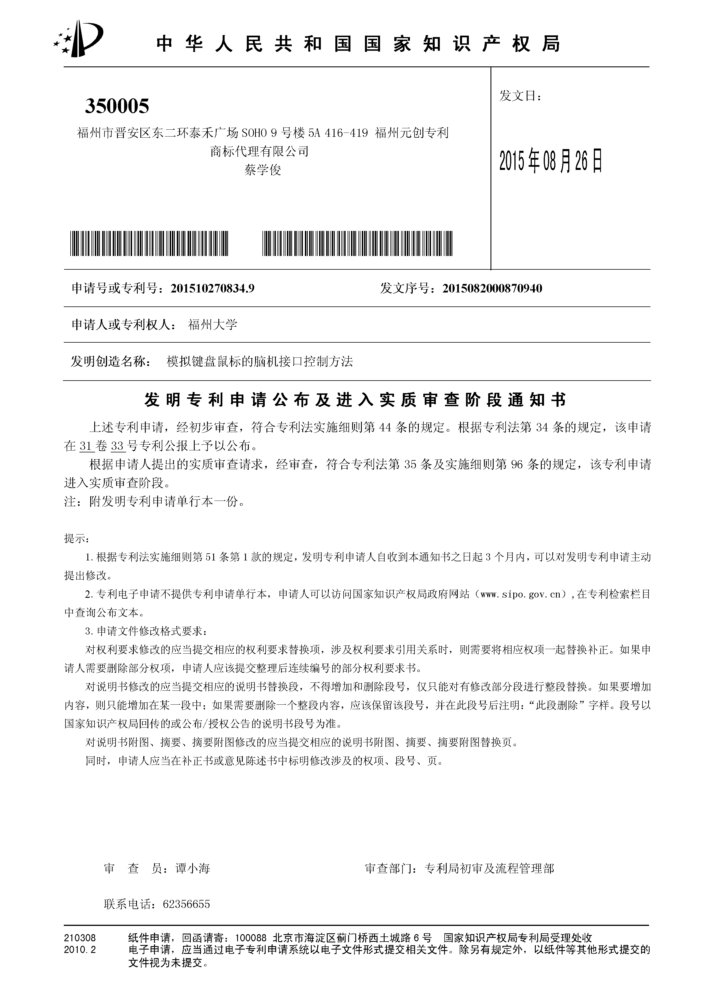 中华人民共和国国家知识产权局
350005
福州市晋安区东二环泰禾广场 SOHO 9 号楼 5A 416-419 福州元创专利
商标代理有限公司
蔡学俊
发文日：
2015 年 08 月 26 日
申请号或专利号：201510270834.9 发文序号：2015082000870940
申请人或专利权人： 福州大学
发明创造名称： 模拟键盘鼠标的脑机接口控制方法
发明专利申请公布及进入实质审查阶段通知书
上述专利申请，经初步审查，符合专利法实施细则第 44 条的规定。根据专利法第 34 条的规定，该申请
在 31 卷 33 号专利公报上予以公布。
根据申请人提出的实质审查请求，经审查，符合专利法第 35 条及实施细则第 96 条的规定，该专利申请
进入实质审查阶段。
注：附发明专利申请单行本一份。
提示：
1. 根据专利法实施细则第 51 条第 1 款的规定，发明专利申请人自收到本通知书之日起 3 个月内，可以对发明专利申请主动
提出修改。
2. 专利电子申请不提供专利申请单行本，申请人可以访问国家知识产权局政府网站（www.sipo.gov.cn）,在专利检索栏目
中查询公布文本。
3. 申请文件修改格式要求：
对权利要求修改的应当提交相应的权利要求替换项，涉及权利要求引用关系时，则需要将相应权项一起替换补正。如果申
请人需要删除部分权项，申请人应该提交整理后连续编号的部分权利要求书。
对说明书修改的应当提交相应的说明书替换段，不得增加和删除段号，仅只能对有修改部分段进行整段替换。如果要增加
内容，则只能增加在某一段中；如果需要删除一个整段内容，应该保留该段号，并在此段号后注明：“此段删除”字样。段号以
国家知识产权局回传的或公布/授权公告的说明书段号为准。
对说明书附图、摘要、摘要附图修改的应当提交相应的说明书附图、摘要、摘要附图替换页。
同时，申请人应当在补正书或意见陈述书中标明修改涉及的权项、段号、页。
审 查 员：谭小海 审查部门：专利局初审及流程管理部
联系电话：62356655
210308 纸件申请，回函请寄：100088 北京市海淀区蓟门桥西土城路 6 号 国家知识产权局专利局受理处收
2010.2 电子申请，应当通过电子专利申请系统以电子文件形式提交相关文件。除另有规定外，以纸件等其他形式提交的
文件视为未提交。